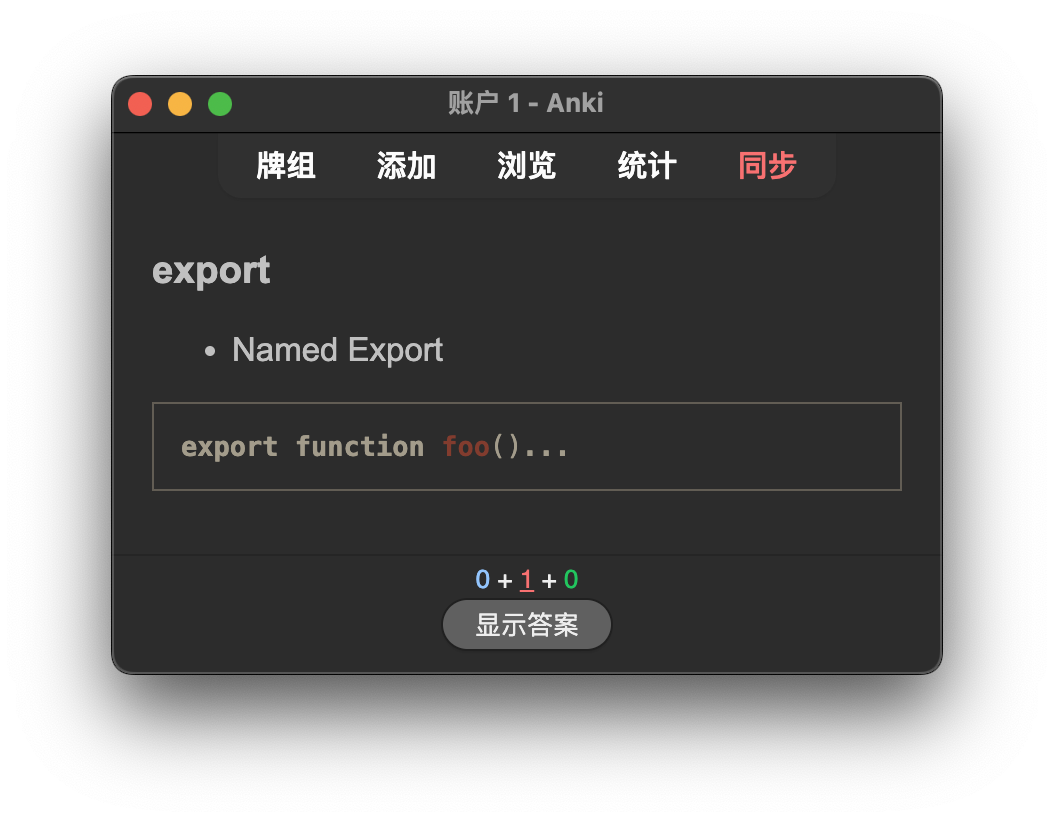 账户 1 - Anki
牌组 添加 浏览 统计 同步
export
• Named Export
export function foo()...
0 + 1 + 0
显示答案